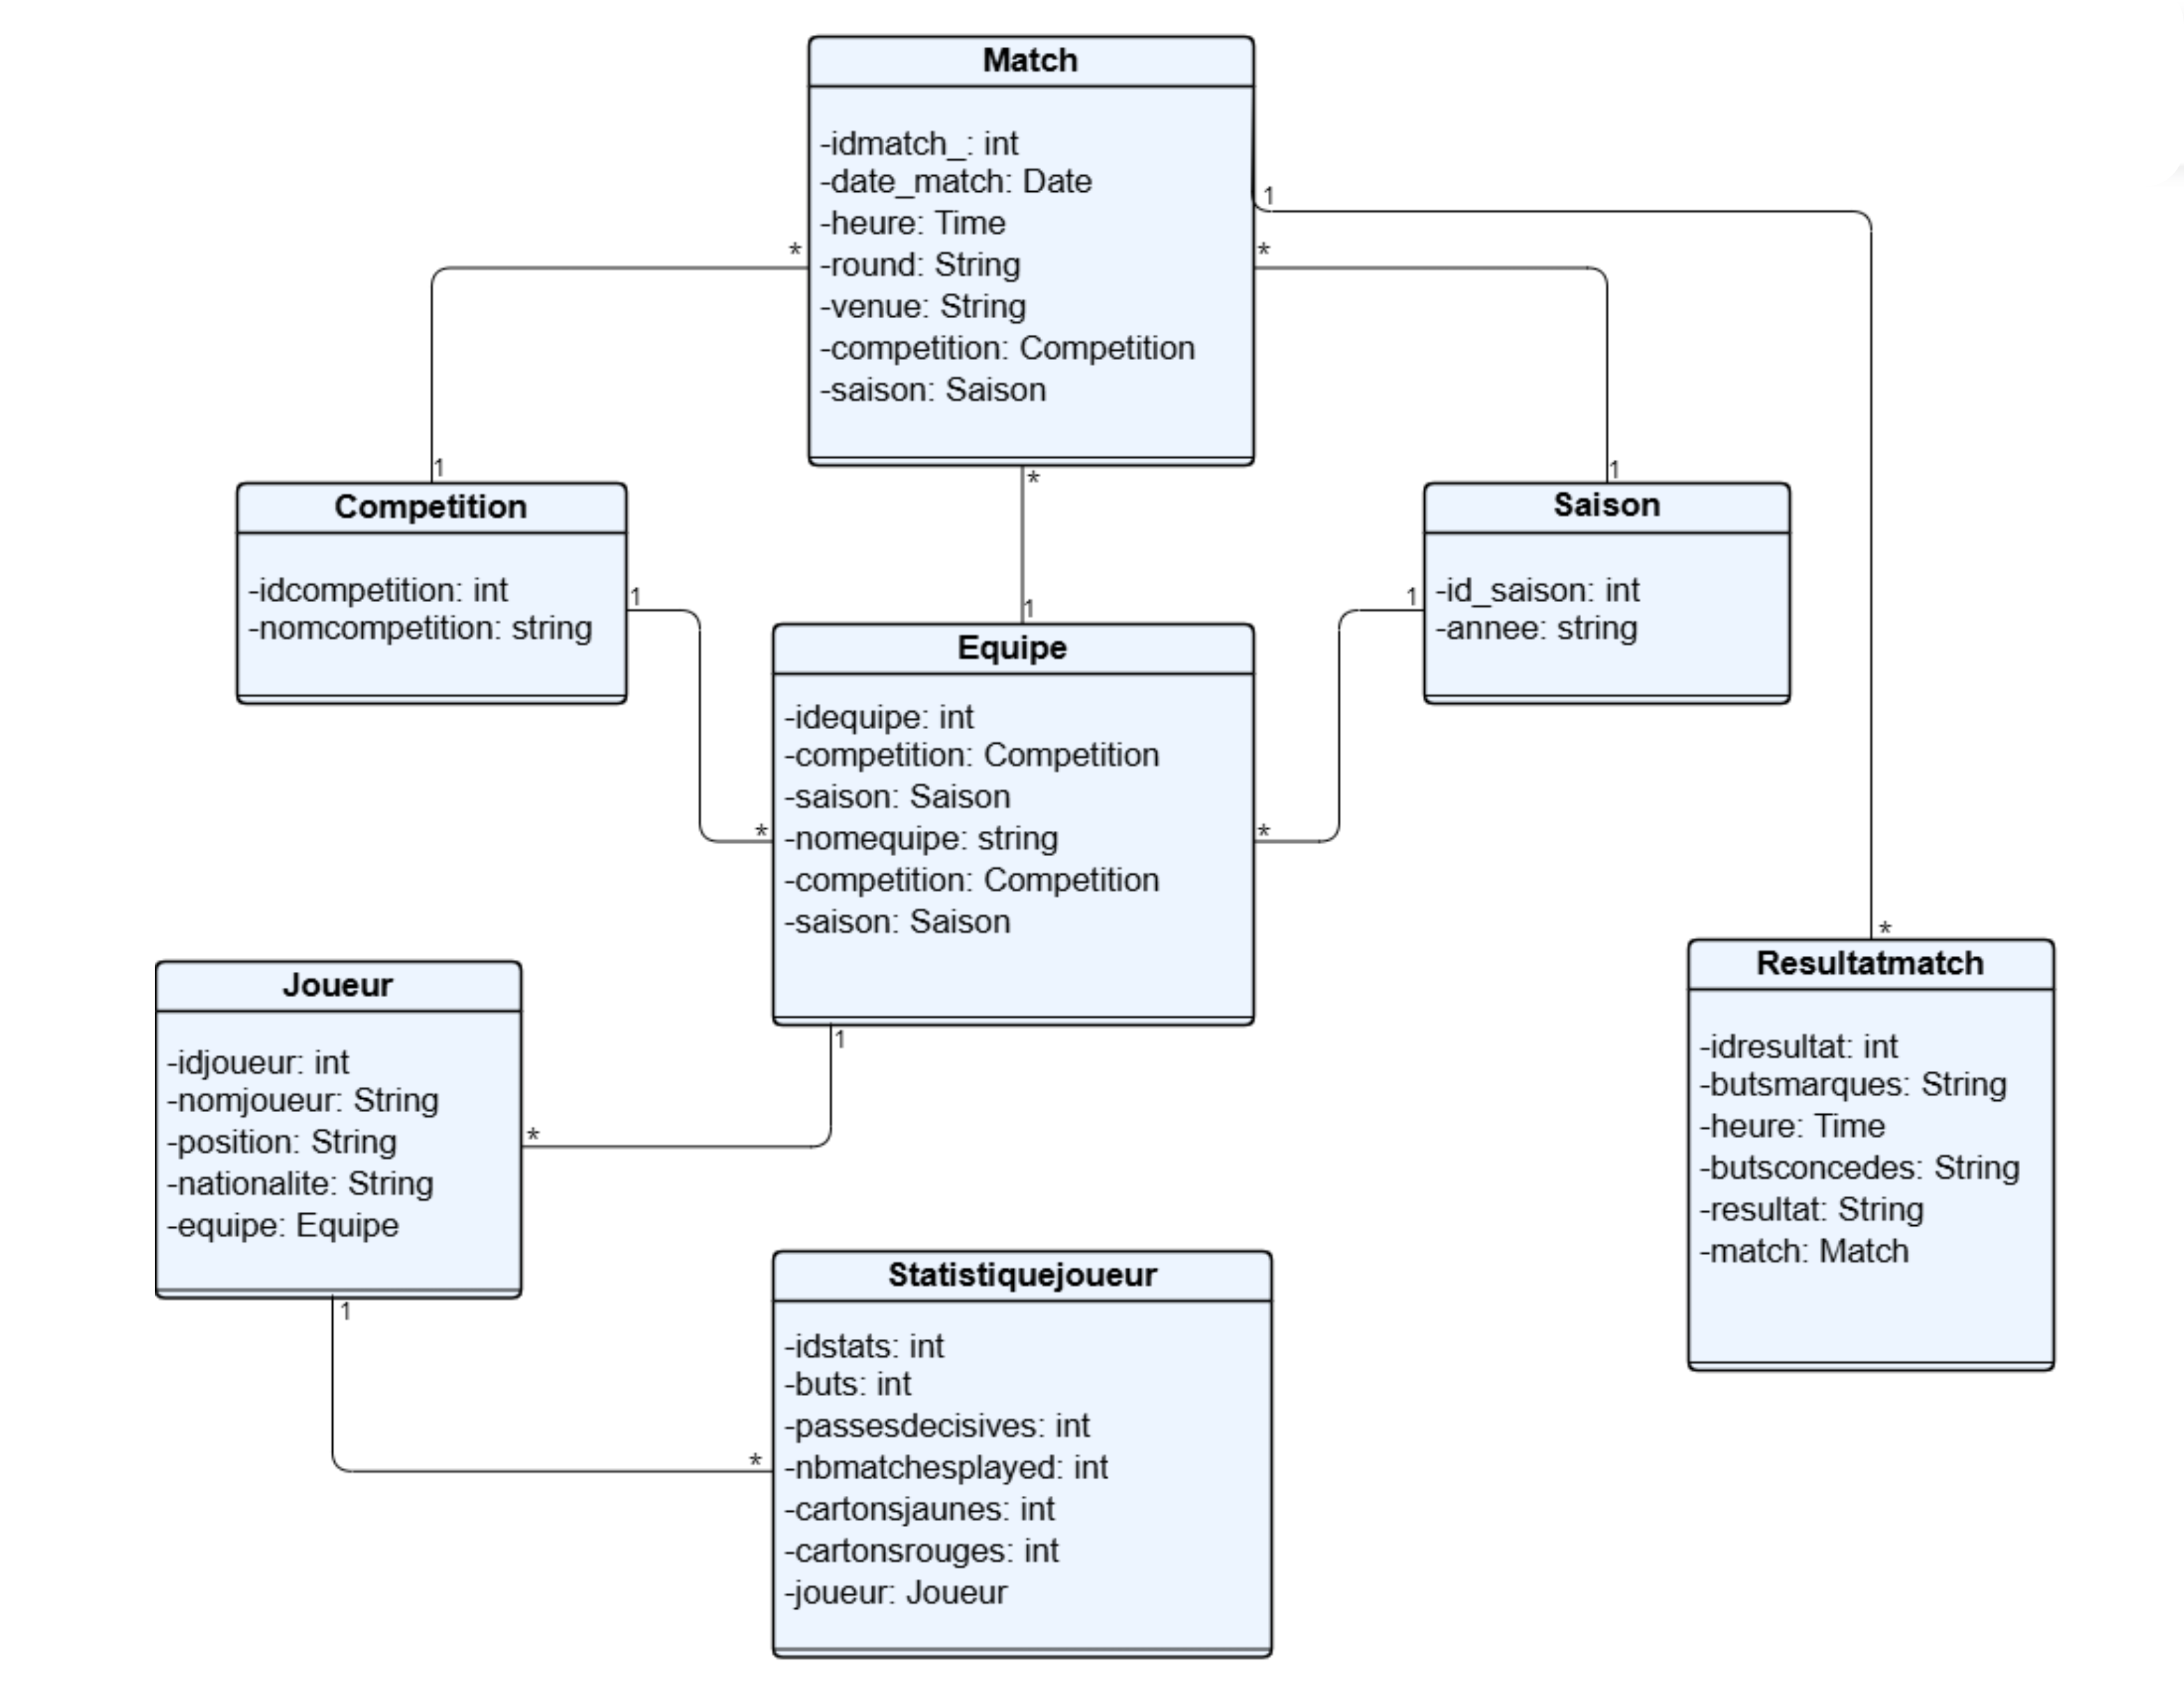 Match
-idmatch_: int
-date_match: Date
-heure: Time
-round: String
-venue: String
-competition: Competition
-saison: Saison
1
*
*
1
1
*
1
Competition
-idcompetition: int
-nomcompetition: string
1
Saison
-id_saison: int
-annee: string
1
Equipe
-idequipe: int
-competition: Competition
-saison: Saison
-nomequipe: string
-competition: Competition
-saison: Saison
*
*
1
Joueur
-idjoueur: int
-nomjoueur: String
-position: String
-nationalite: String
-equipe: Equipe
*
1
*
Resultatmatch
-idresultat: int
-butsmarques: String
-heure: Time
-butsconcedes: String
-resultat: String
-match: Match
*
Statistiquejoueur
-idstats: int
-buts: int
-passesdecisives: int
-nbmatchesplayed: int
-cartonsjaunes: int
-cartonsrouges: int
-joueur: Joueur